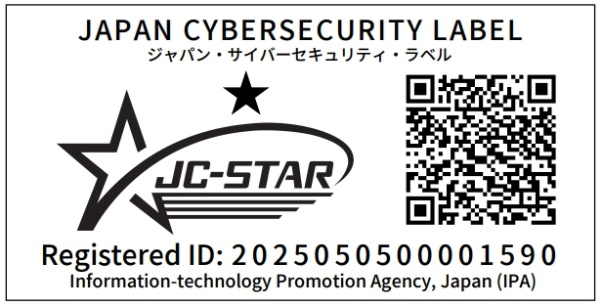 JAPAN CYBERSECURITY LABEL
ジャパン・サイバーセキュリティ・ラベル
JC-STAR
Registered ID: 2025050500001590
Information-technology Promotion Agency, Japan (IPA)